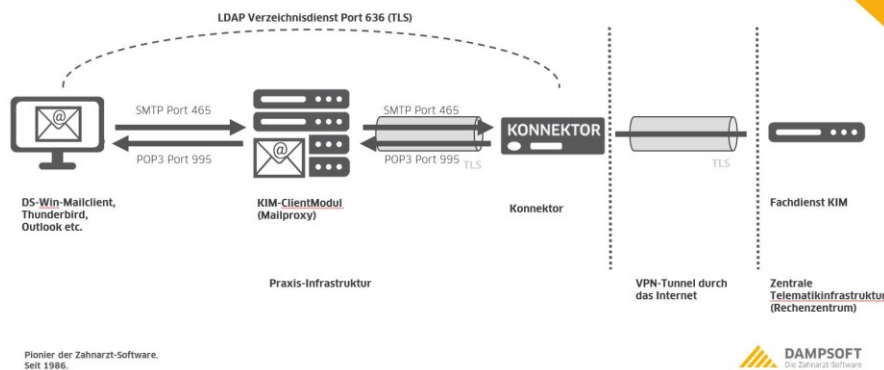 LDAP Verzeichnisdienst Port 636 (TLS)
SMTP Port 465
POP3 Port 995
@
@
SMTP Port 465
POP3 Port 995
TLS
KONNEKTOR
TLS
DS-Win-Mailclient,
Thunderbird,
Outlook etc.
KIM-ClientModul
(Mailproxy)
Konnektor
Fachdienst KIM
Praxis-Infrastruktur
VPN-Tunnel durch
das Internet
Zentrale
Telematikinfrastruktur
(Rechenzentrum)
Pionier der Zahnarzt-Software.
Seit 1986.
DAMPSOFT
Die Zahnarzt-Software